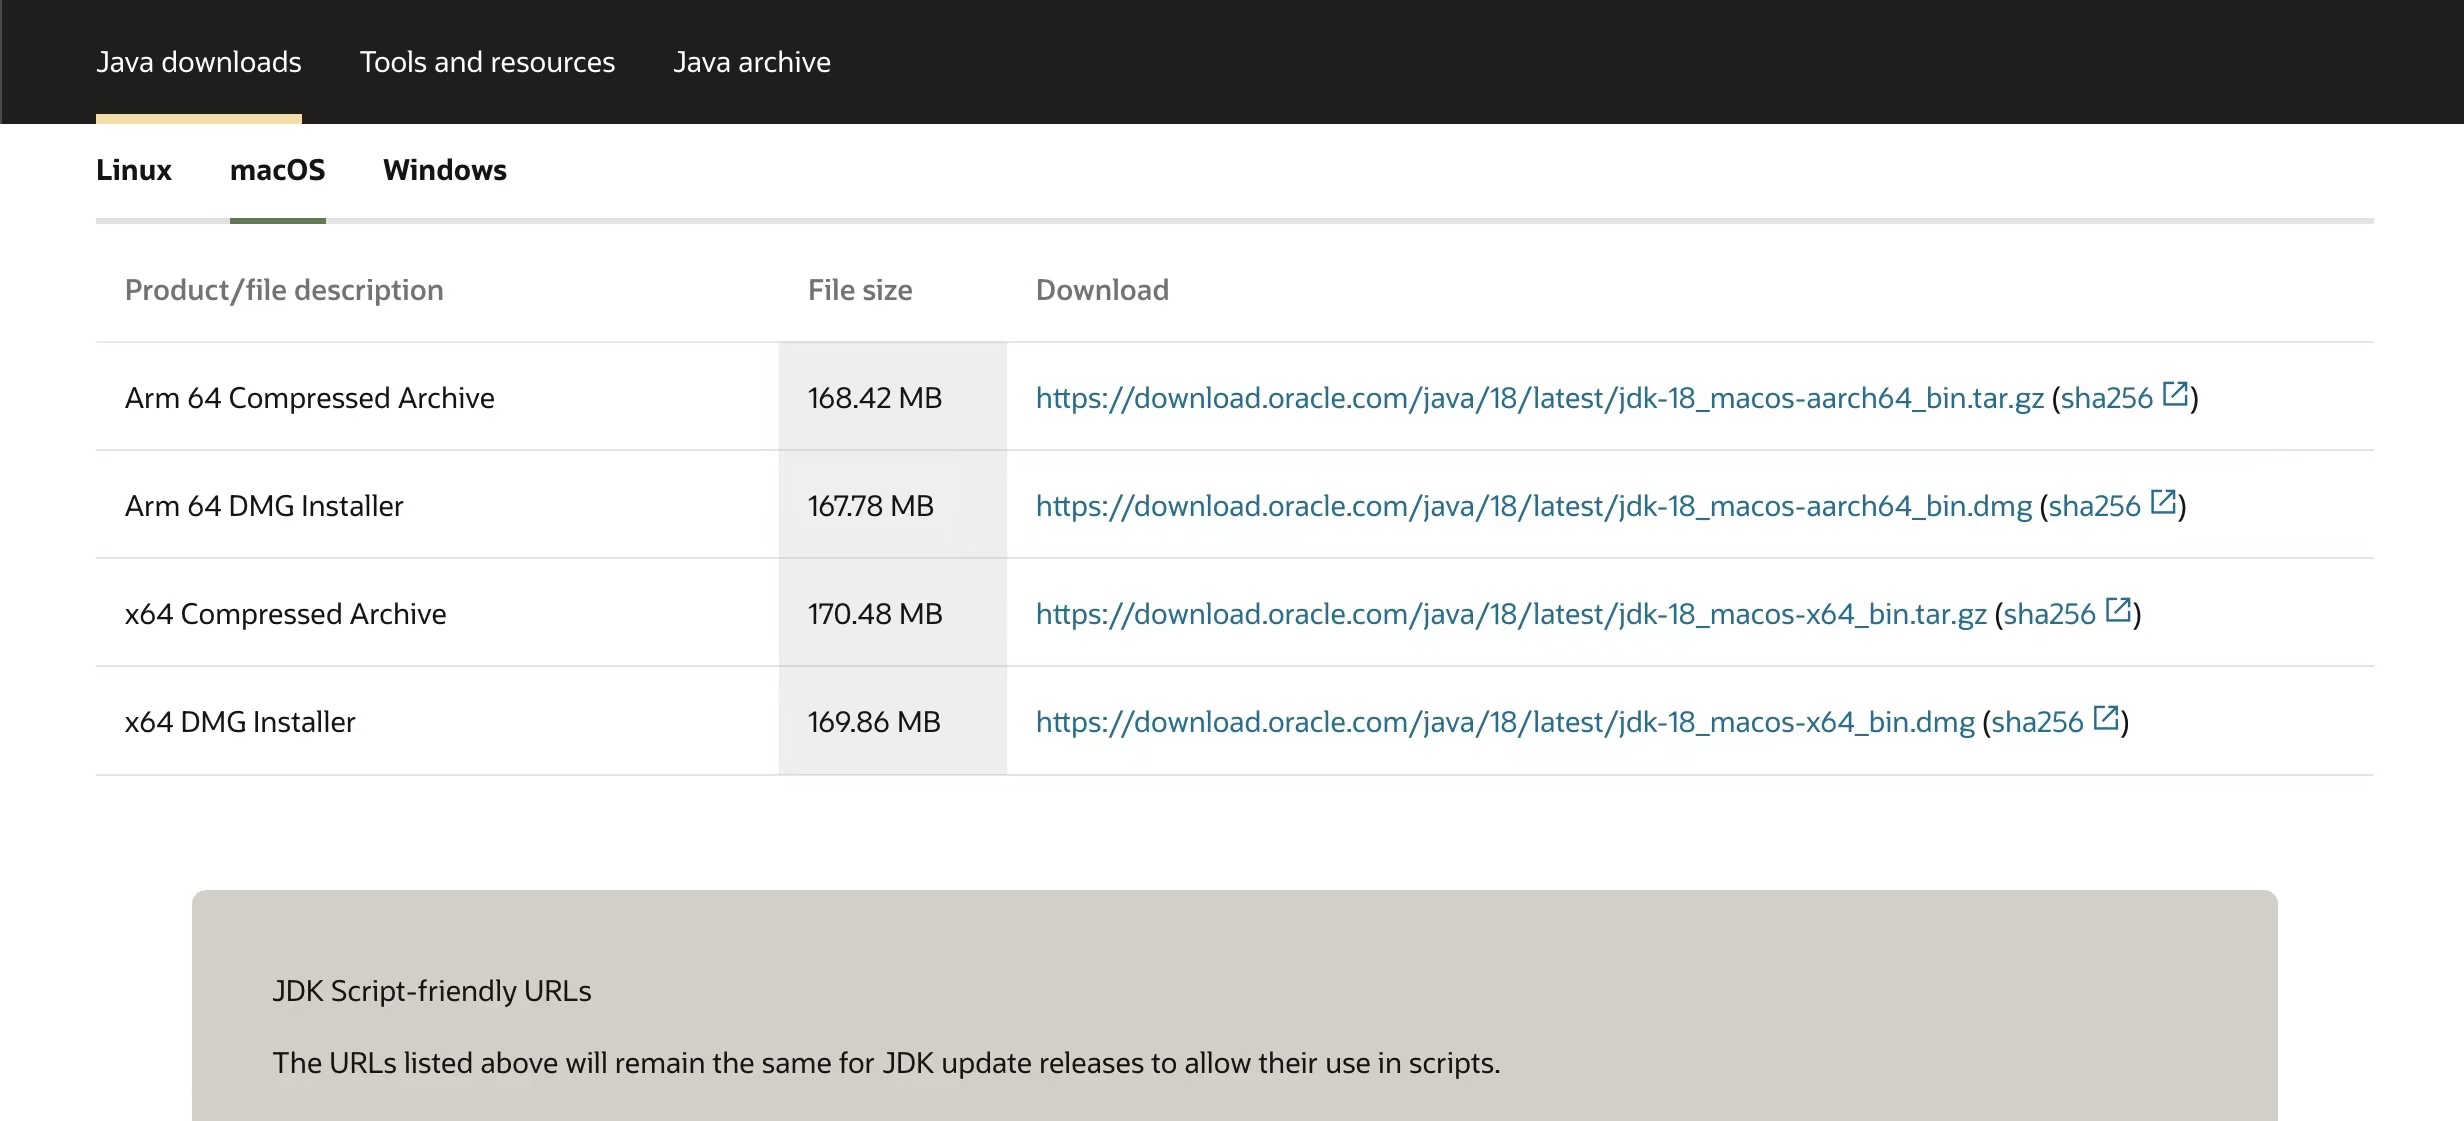 Java downloads Tools and resources Java archive
Linux macOS Windows
Product/file description File size Download
Arm 64 Compressed Archive 168.42 MB https://download.oracle.com/java/18/latest/jdk-18_macos-aarch64_bin.tar.gz (sha256)
Arm 64 DMG Installer 167.78 MB https://download.oracle.com/java/18/latest/jdk-18_macos-aarch64_bin.dmg (sha256)
x64 Compressed Archive 170.48 MB https://download.oracle.com/java/18/latest/jdk-18_macos-x64_bin.tar.gz (sha256)
x64 DMG Installer 169.86 MB https://download.oracle.com/java/18/latest/jdk-18_macos-x64_bin.dmg (sha256)
JDK Script-friendly URLs
The URLs listed above will remain the same for JDK update releases to allow their use in scripts.